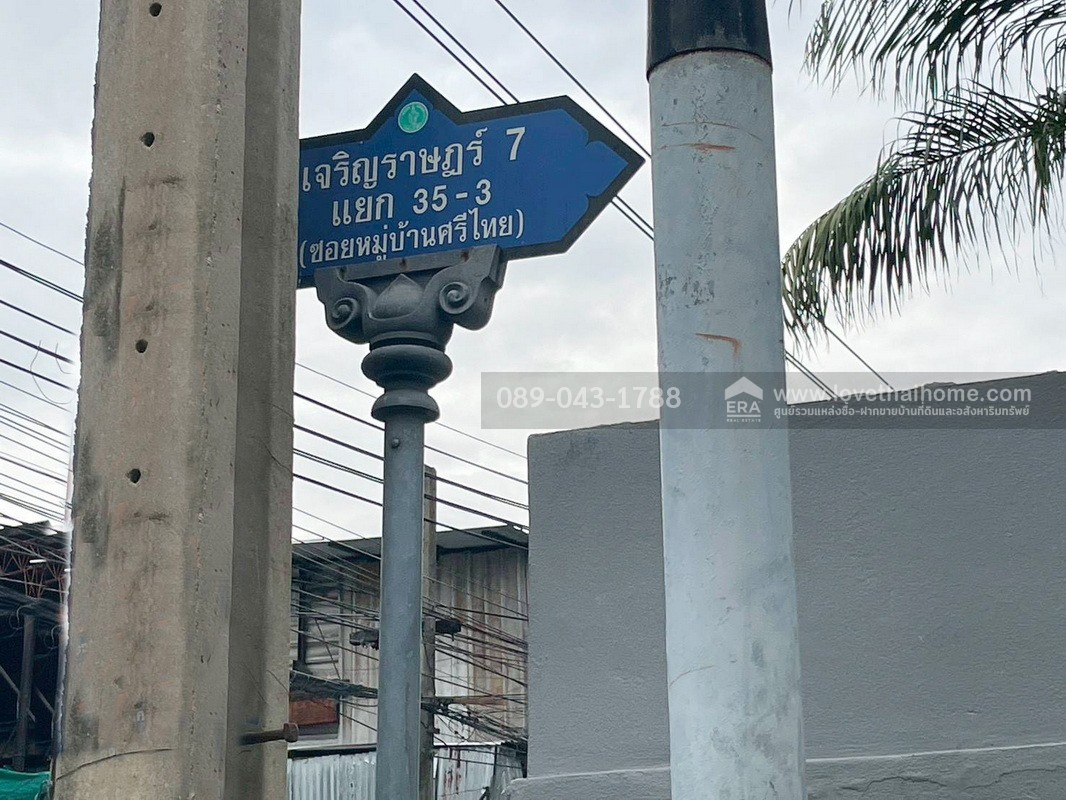 เจริญราษฎร์ 7
แยก 35-3
(ซอยหมู่บ้านศรีไทย)
089-043-1788
ERA
REAL ESTATE
www.lovethaihome.com
ศูนย์รวมแหล่งซื้อ-ฝากขายบ้านที่ดินและอสังหาริมทรัพย์